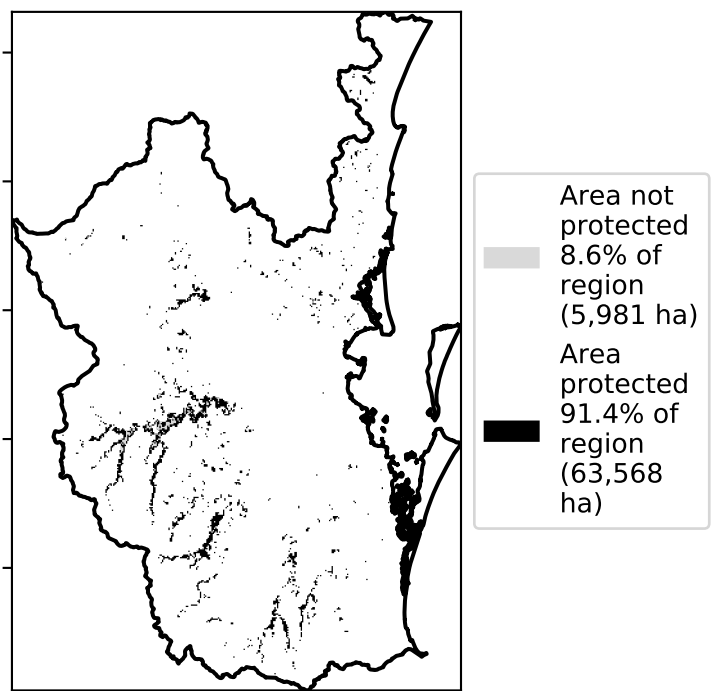 Area not
protected
8.6% of
region
(5,981 ha)
Area
protected
91.4% of
region
(63,568
ha)